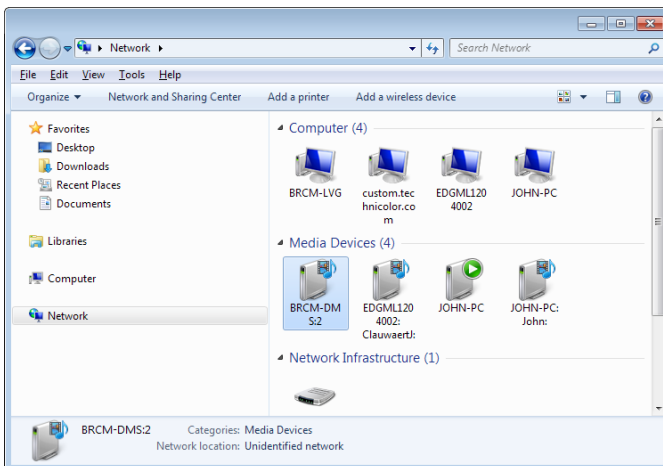 Network
Search Network
File Edit View Tools Help
Organize Network and Sharing Center Add a printer Add a wireless device
Favorites
Desktop
Downloads
Recent Places
Documents
Libraries
Computer
Network
Computer (4)
BRCM-LVG
custom.tec
hnicolor.co
m
EDGML120
4002
JOHN-PC
Media Devices (4)
BRCM-DM
S:2
EDGML120
4002:
ClauwaertJ:
JOHN-PC
JOHN-PC:
John:
Network Infrastructure (1)
BRCM-DMS:2 Categories: Media Devices
Network location: Unidentified network